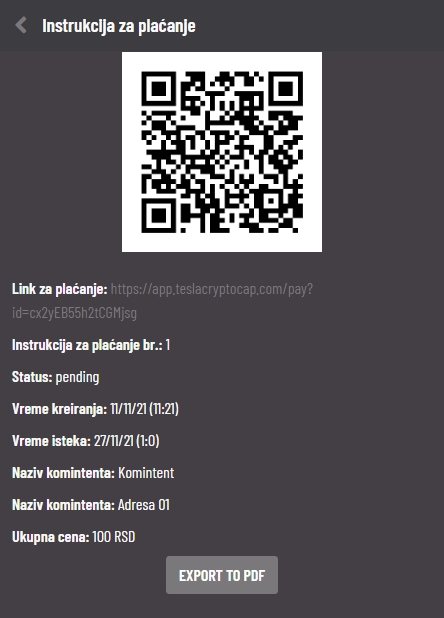 Instrukcija za plaćanje
Link za plaćanje: https://app.teslacryptocap.com/pay?
id=cx2yEB55h2tCGMjsg
Instrukcija za plaćanje br.: 1
Status: pending
Vreme kreiranja: 11/11/21 (11:21)
Vreme isteka: 27/11/21 (1:0)
Naziv komintenta: Komintent
Naziv komintenta: Adresa 01
Ukupna cena: 100 RSD
EXPORT TO PDF